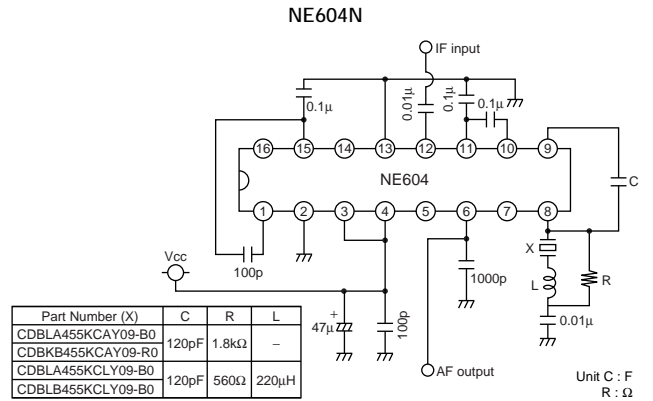 NE604N
IF input
0.1μ
0.01μ
0.1μ
0.1μ
16
15
14
13
12
11
10
9
NE604
C
1
2
3
4
5
6
7
8
X
Vcc
100p
1000p
L
R
+
47μ
100p
0.01μ
AF output
Part Number (X) C R L
CDBLA455KCAY09-B0 120pF 1.8kΩ –
CDBKB455KCAY09-R0
CDBLA455KCLY09-B0 120pF 560Ω 220μH
CDBLB455KCLY09-B0
Unit C : F
R : Ω